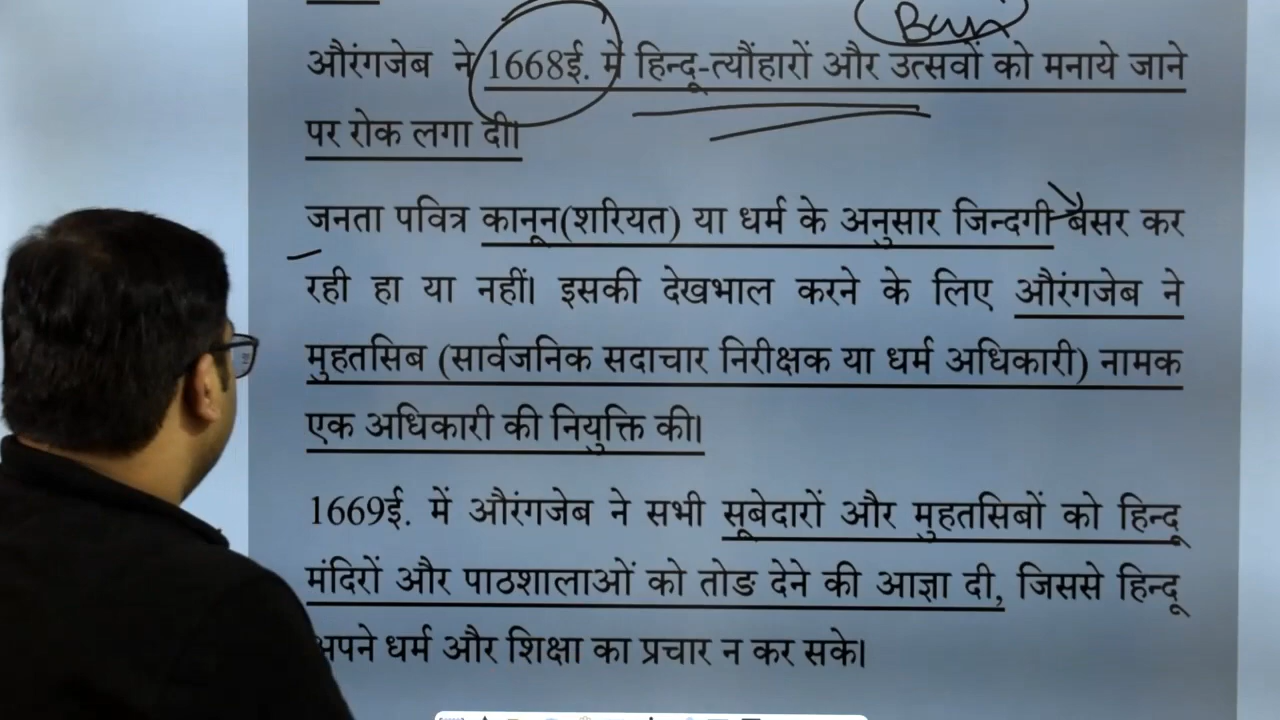 Ban
औरंगजेब ने 1668ई. में हिन्दू-त्यौंहारों और उत्सवों को मनाये जाने
पर रोक लगा दी।
जनता पवित्र कानून(शरियत) या धर्म के अनुसार जिन्दगी बसर कर
रही हा या नहीं। इसकी देखभाल करने के लिए औरंगजेब ने
मुहतसिब (सार्वजनिक सदाचार निरीक्षक या धर्म अधिकारी) नामक
एक अधिकारी की नियुक्ति की।
1669ई. में औरंगजेब ने सभी सूबेदारों और मुहतसिबों को हिन्दू
मंदिरों और पाठशालाओं को तोङ देने की आज्ञा दी, जिससे हिन्दू
अपने धर्म और शिक्षा का प्रचार न कर सके।